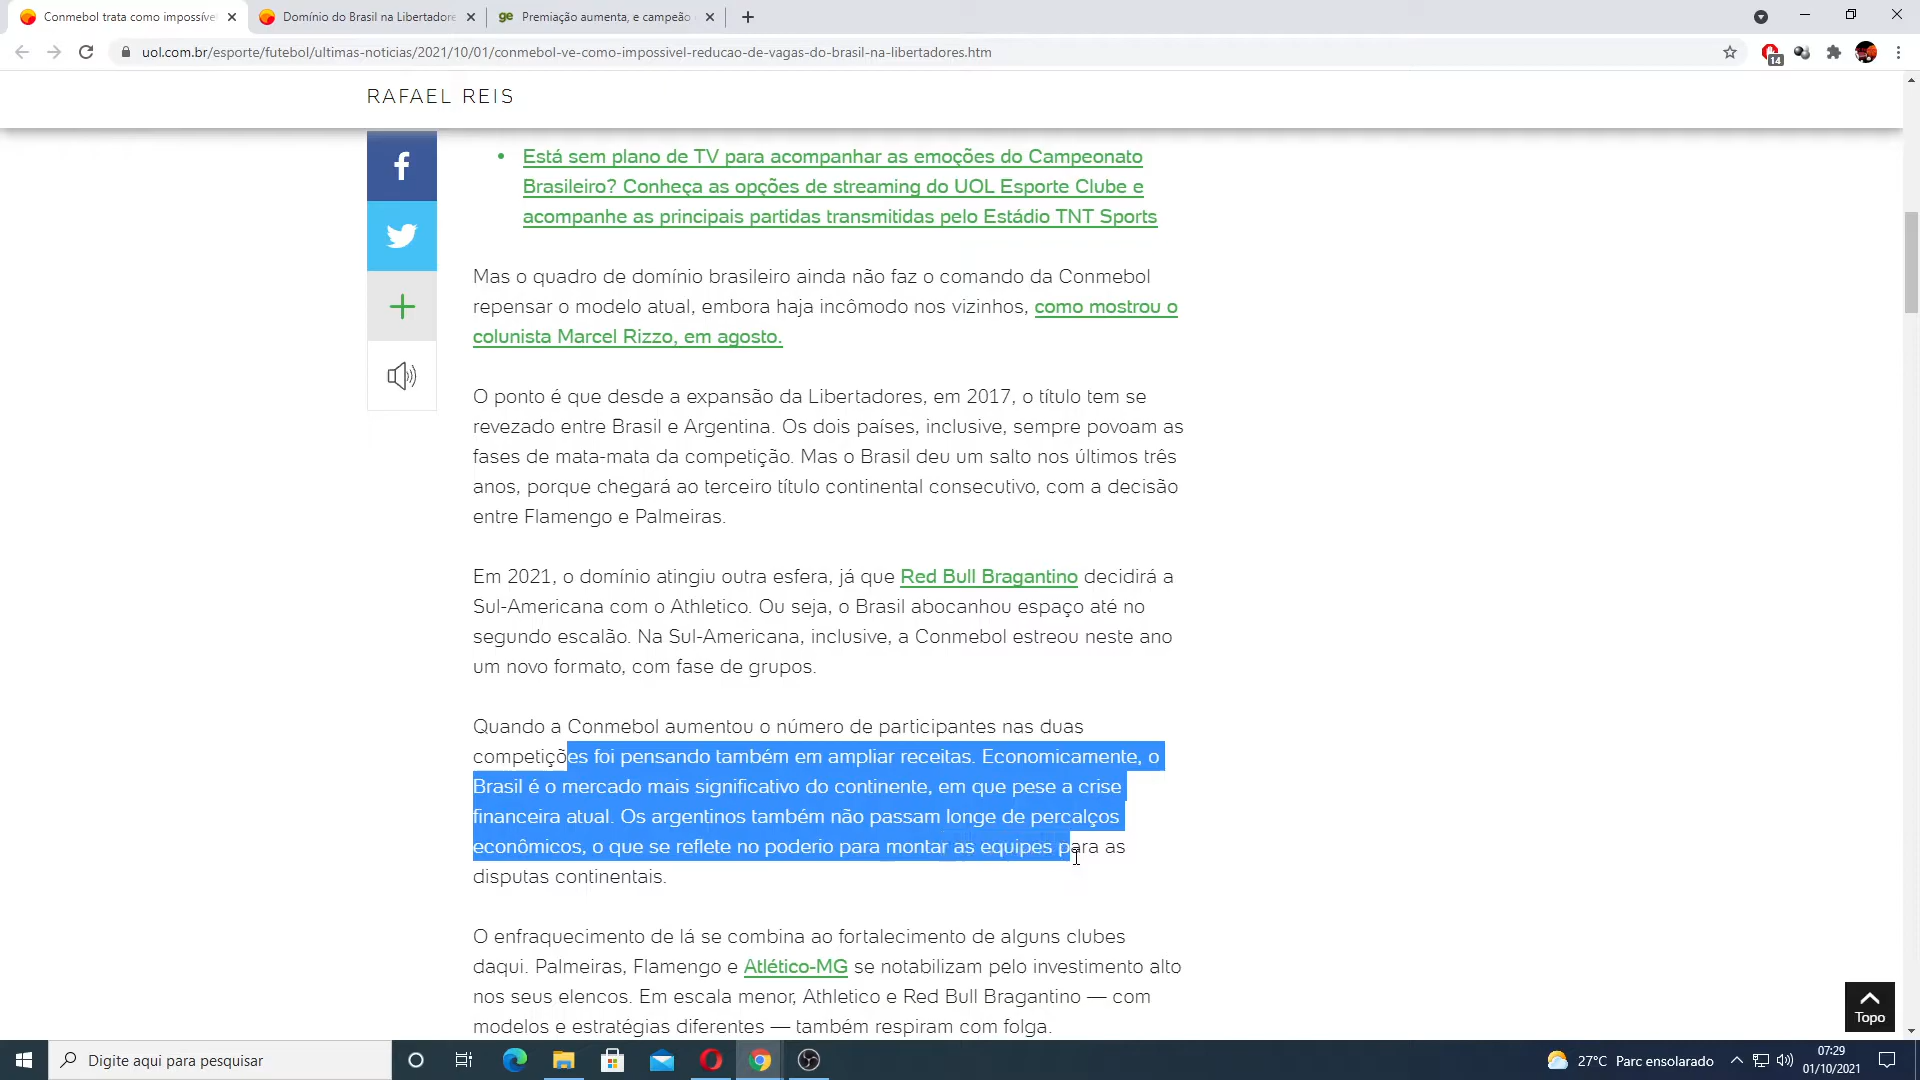 Conmebol trata como impossíve
Domínio do Brasil na Libertadore
ge Premiação aumenta, e campeão
uol.com.br/esporte/futebol/ultimas-noticias/2021/10/01/conmebol-ve-como-impossivel-reducao-de-vagas-do-brasil-na-libertadores.htm
14
RAFAEL REIS
Está sem plano de TV para acompanhar as emoções do Campeonato
Brasileiro? Conheça as opções de streaming do UOL Esporte Clube e
acompanhe as principais partidas transmitidas pelo Estádio TNT Sports
Mas o quadro de domínio brasileiro ainda não faz o comando da Conmebol
repensar o modelo atual, embora haja incômodo nos vizinhos, como mostrou o
colunista Marcel Rizzo, em agosto.
O ponto é que desde a expansão da Libertadores, em 2017, o título tem se
revezado entre Brasil e Argentina. Os dois países, inclusive, sempre povoam as
fases de mata-mata da competição. Mas o Brasil deu um salto nos últimos três
anos, porque chegará ao terceiro título continental consecutivo, com a decisão
entre Flamengo e Palmeiras.
Em 2021, o domínio atingiu outra esfera, já que Red Bull Bragantino decidirá a
Sul-Americana com o Athletico. Ou seja, o Brasil abocanhou espaço até no
segundo escalão. Na Sul-Americana, inclusive, a Conmebol estreou neste ano
um novo formato, com fase de grupos.
Quando a Conmebol aumentou o número de participantes nas duas
competições foi pensando também em ampliar receitas. Economicamente, o
Brasil é o mercado mais significativo do continente, em que pese a crise
financeira atual. Os argentinos também não passam longe de percalços
econômicos, o que se reflete no poderio para montar as equipes para as
disputas continentais.
O enfraquecimento de lá se combina ao fortalecimento de alguns clubes
daqui. Palmeiras, Flamengo e Atlético-MG se notabilizam pelo investimento alto
nos seus elencos. Em escala menor, Athletico e Red Bull Bragantino — com
modelos e estratégias diferentes — também respiram com folga.
Topo
Digite aqui para pesquisar
27°C Parc ensolarado
07:29
01/10/2021